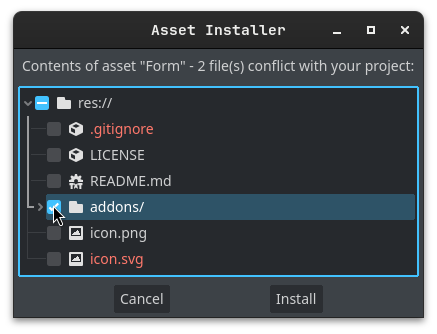 Asset Installer
Contents of asset "Form" - 2 file(s) conflict with your project:
res://
.gitignore
LICENSE
README.md
addons/
icon.png
icon.svg
Cancel Install